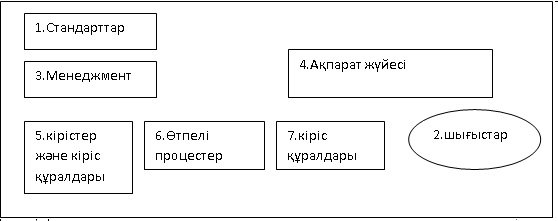 1.Стандарттар
3.Менеджмент
4.Ақпарат жүйесі
5.кірістер
және кіріс
құралдары
6.Өтпелі
процестер
7.кіріс
құралдары
2.шығыстар